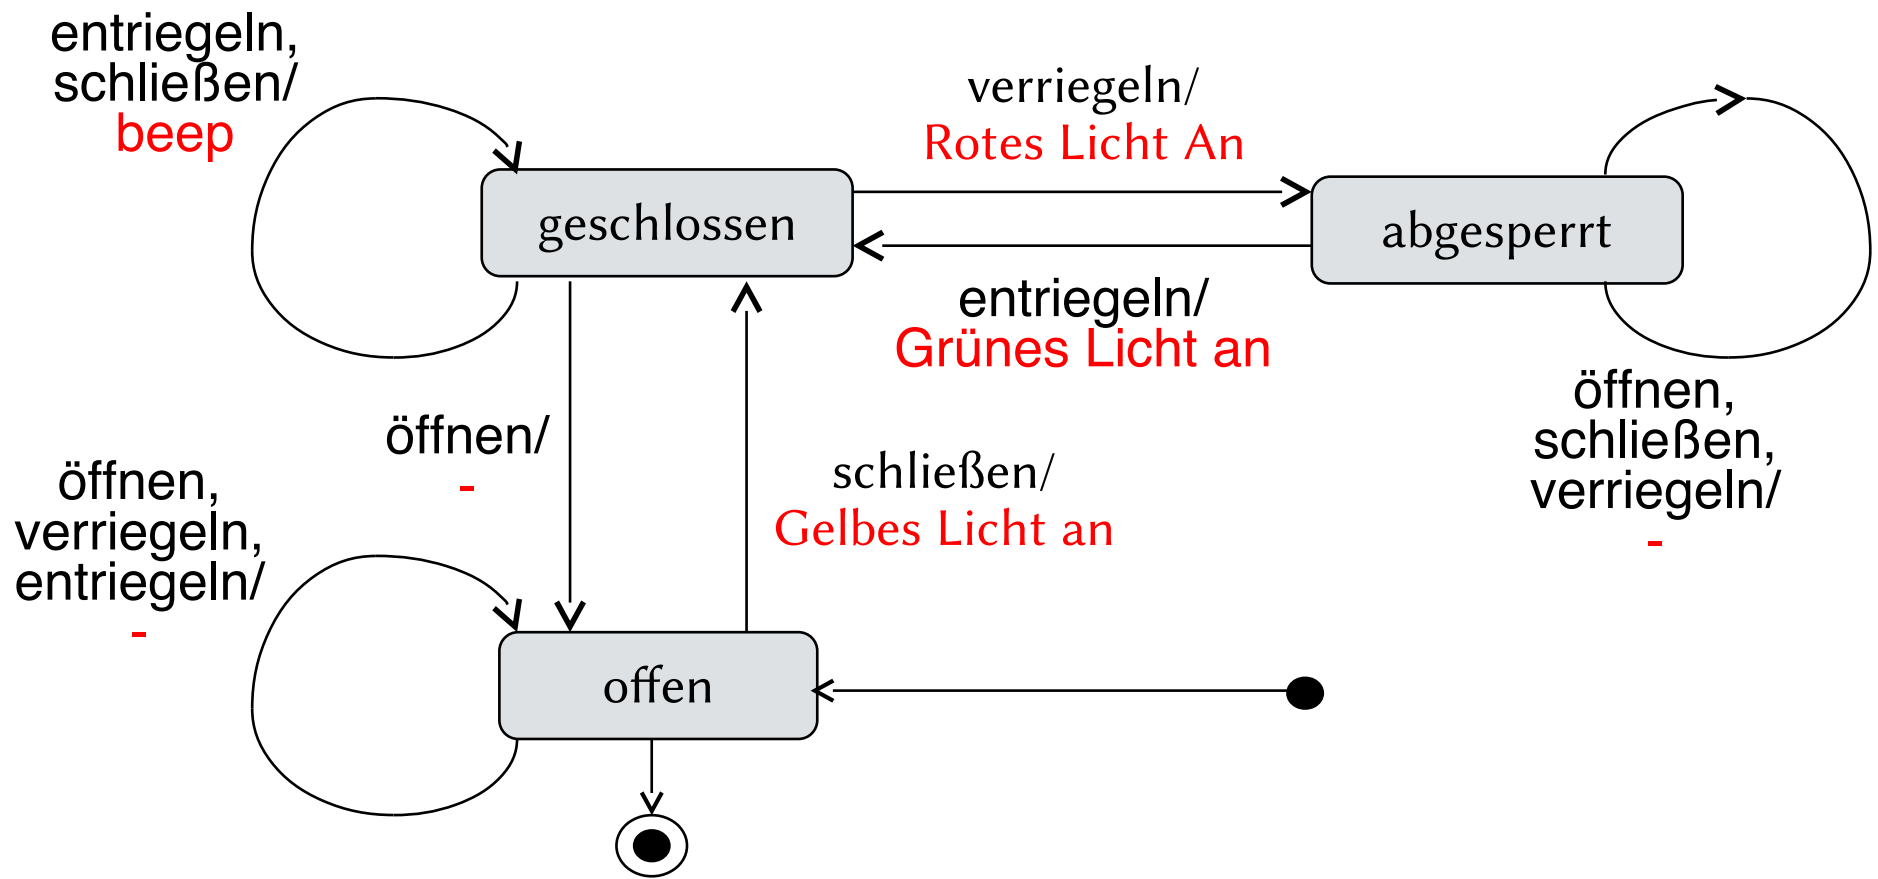 entriegeln,
schließen/
beep
verriegeln/
Rotes Licht An
geschlossen
abgesperrt
entriegeln/
Grünes Licht an
öffnen,
schließen,
verriegeln/
-
öffnen/
-
schließen/
Gelbes Licht an
öffnen,
verriegeln,
entriegeln/
-
offen